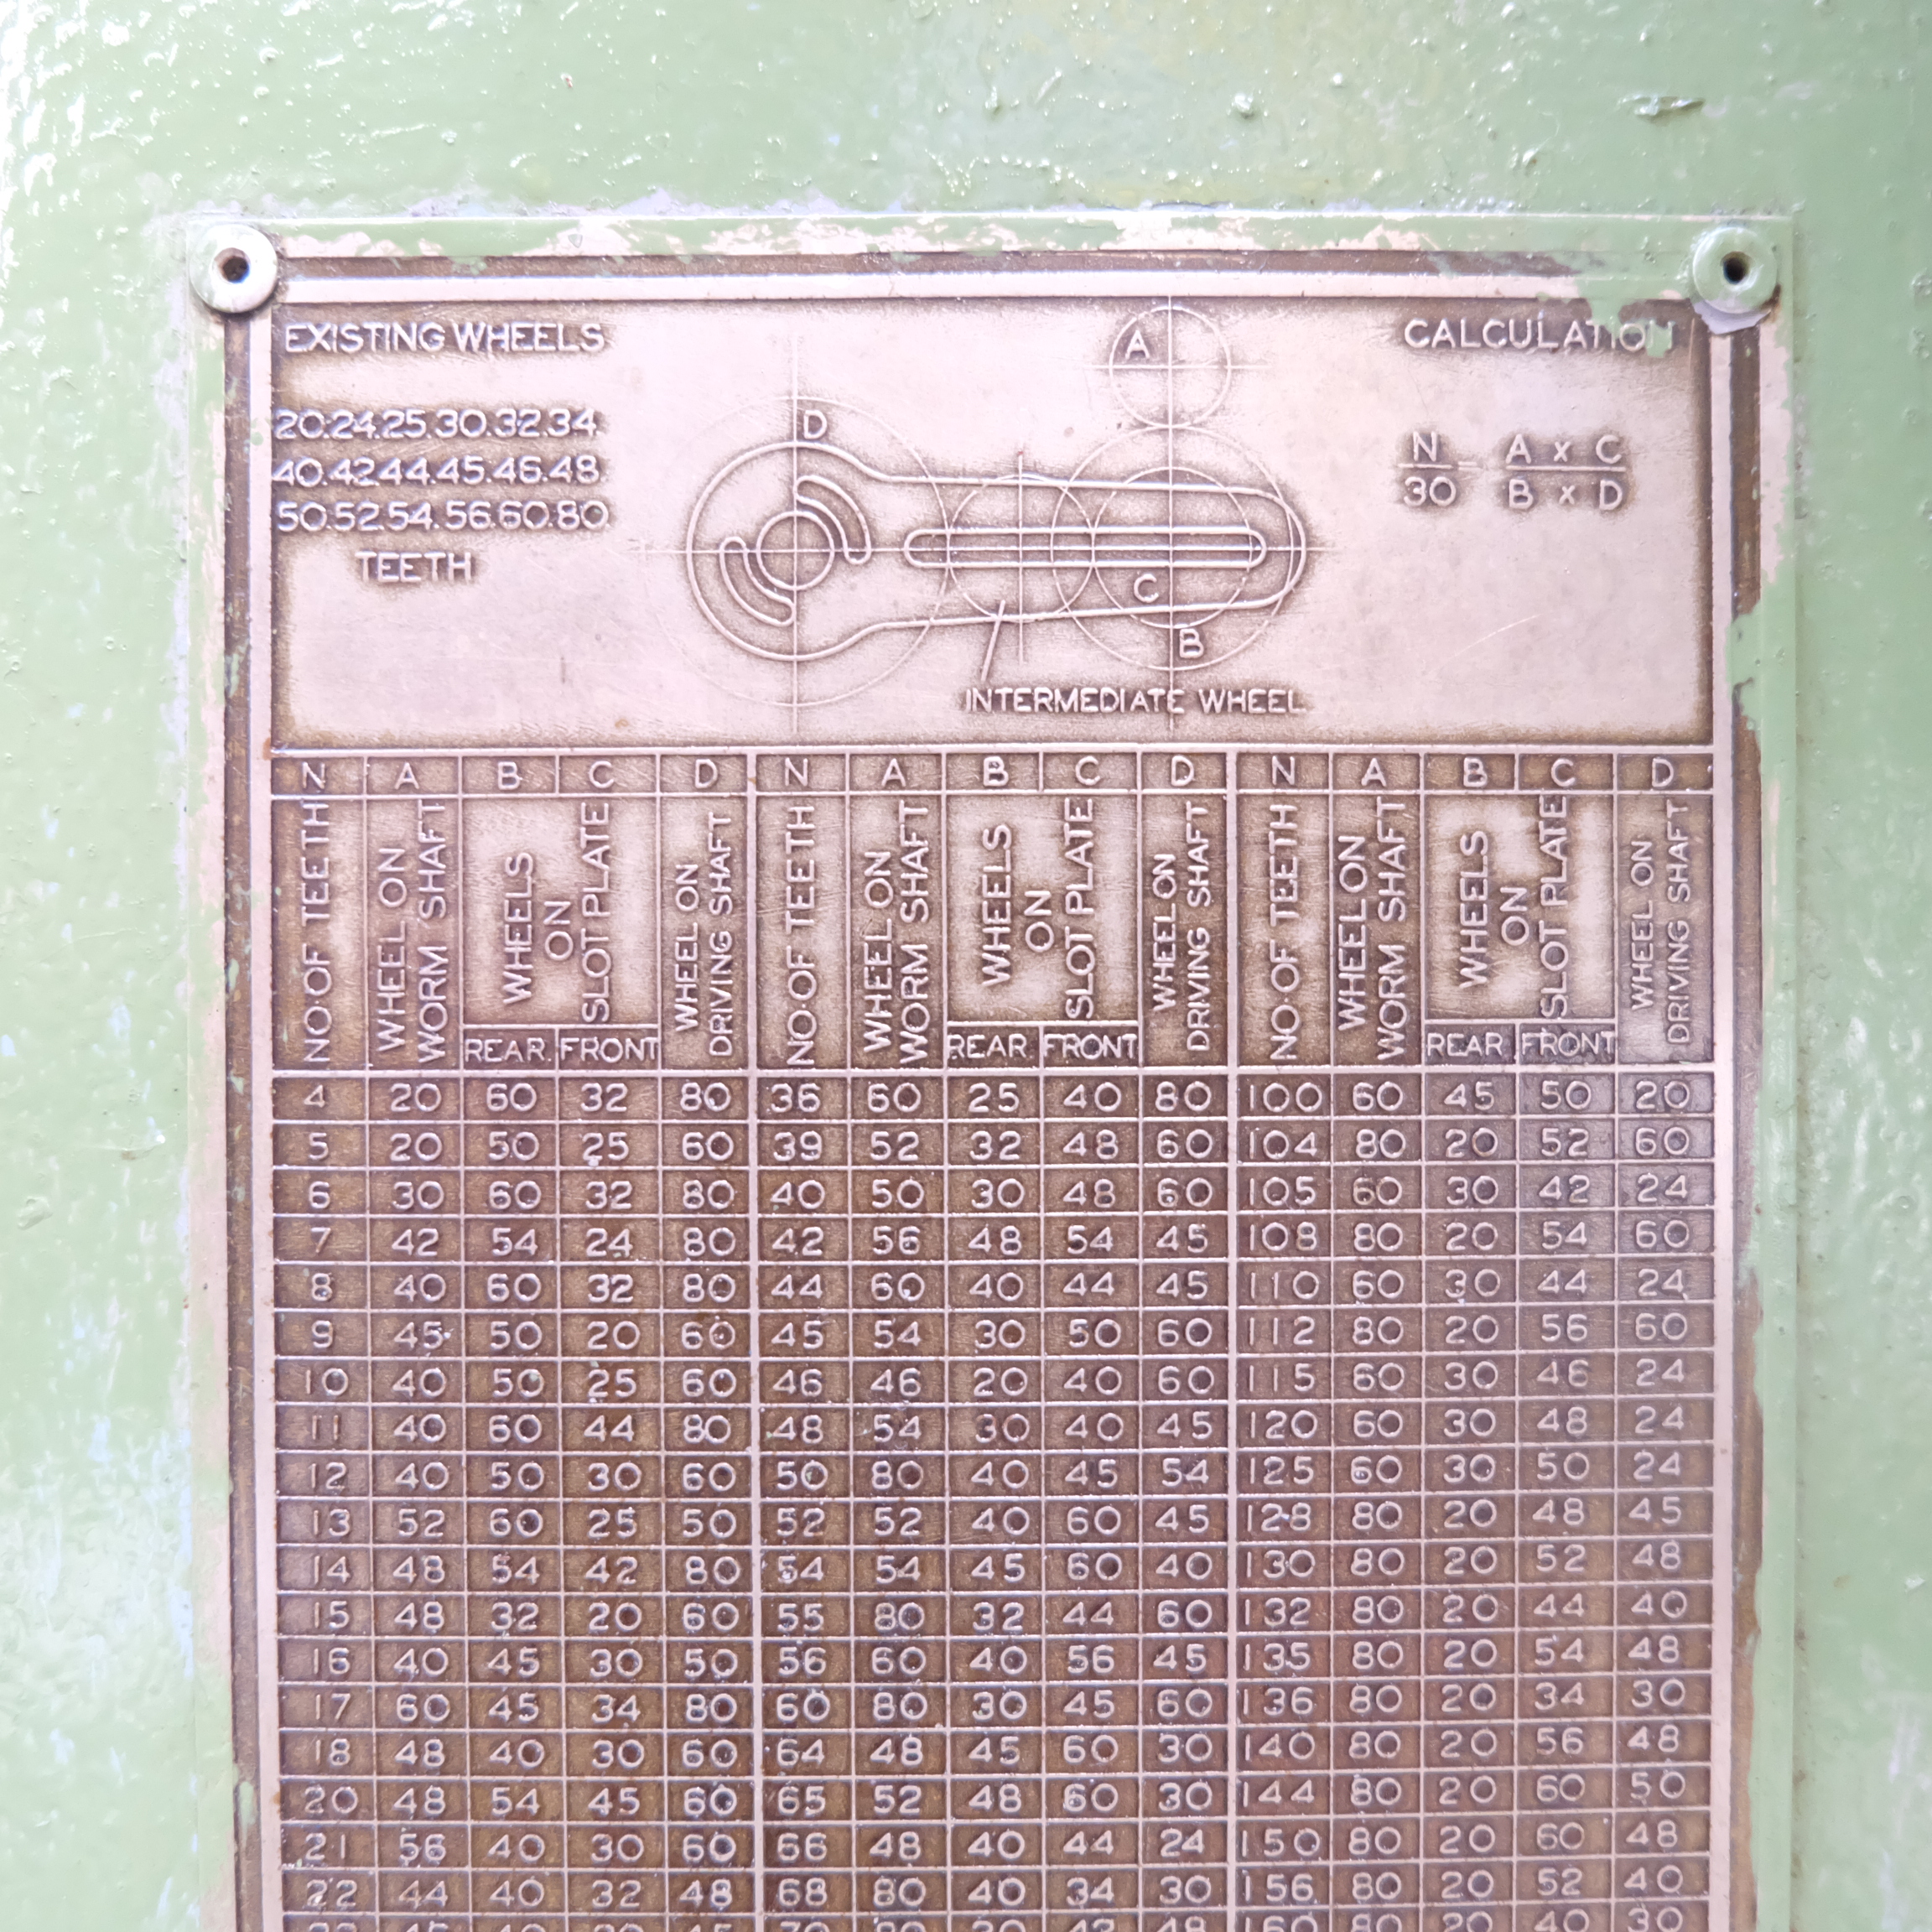 EXISTING WHEELS
20.24.25.30.32.34.
40.42.44.45.46.48
50.52.54.56.60.80.
TEETH
A
D
C
B
INTERMEDIATE WHEEL
CALCULATION
N/30 = A x C / B x D
N A B C D N A B C D N A B C D
NO·OF TEETH WHEEL ON WORM SHAFT WHEELS ON SLOT PLATE WHEEL ON DRIVING SHAFT NO·OF TEETH WHEEL ON WORM SHAFT WHEELS ON SLOT PLATE WHEEL ON DRIVING SHAFT NO·OF TEETH WHEEL ON WORM SHAFT WHEELS ON SLOT PLATE WHEEL ON DRIVING SHAFT
REAR FRONT REAR FRONT REAR FRONT
4 20 60 32 80 36 60 25 40 80 100 60 45 50 20
5 20 50 25 60 39 52 32 48 60 104 80 20 52 60
6 30 60 32 80 40 50 30 48 60 105 60 30 42 24
7 42 54 24 80 42 56 48 54 45 108 80 20 54 60
8 40 60 32 80 44 60 40 44 45 110 60 30 44 24
9 45 50 20 60 45 54 30 50 60 112 80 20 56 60
10 40 50 25 60 46 46 20 40 60 115 60 30 46 24
11 40 60 44 80 48 54 30 40 45 120 60 30 48 24
12 40 50 30 60 50 80 40 45 54 125 60 30 50 24
13 52 60 25 50 52 52 40 60 45 128 80 20 48 45
14 48 54 42 80 54 54 45 60 40 130 80 20 52 48
15 48 32 20 60 55 80 32 44 60 132 80 20 44 40
16 40 45 30 50 56 60 40 56 45 135 80 20 54 48
17 60 45 34 80 60 80 30 45 60 136 80 20 34 30
18 48 40 30 60 64 48 45 60 30 140 80 20 56 48
20 48 54 45 60 65 52 48 60 30 144 80 20 60 50
21 56 40 30 60 66 48 40 44 24 150 80 20 60 48
22 44 40 32 48 68 80 40 34 30 156 80 20 52 40